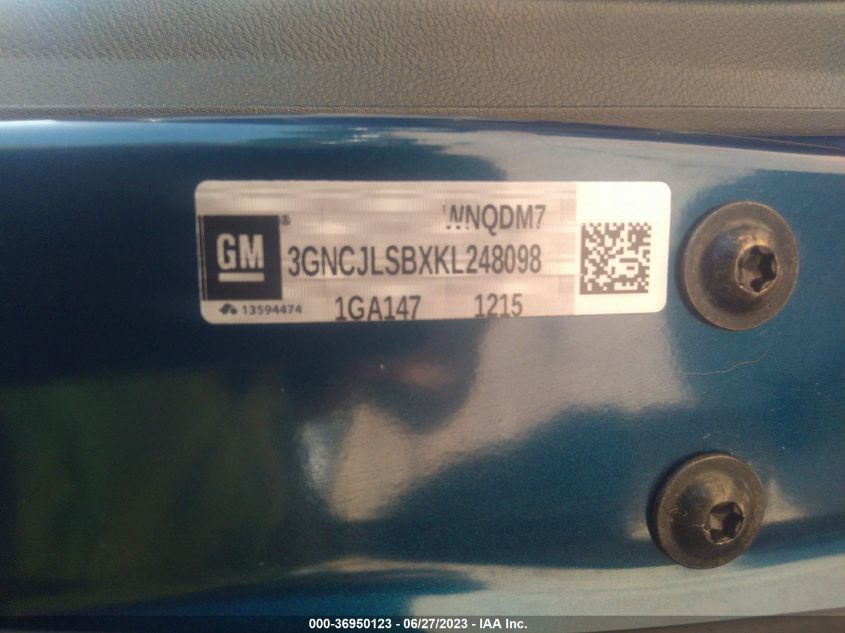 WNQDM7
GM®
3GNCJLSBXKL248098
13594474
1GA147 1215
000-36950123 - 06/27/2023 - IAA Inc.